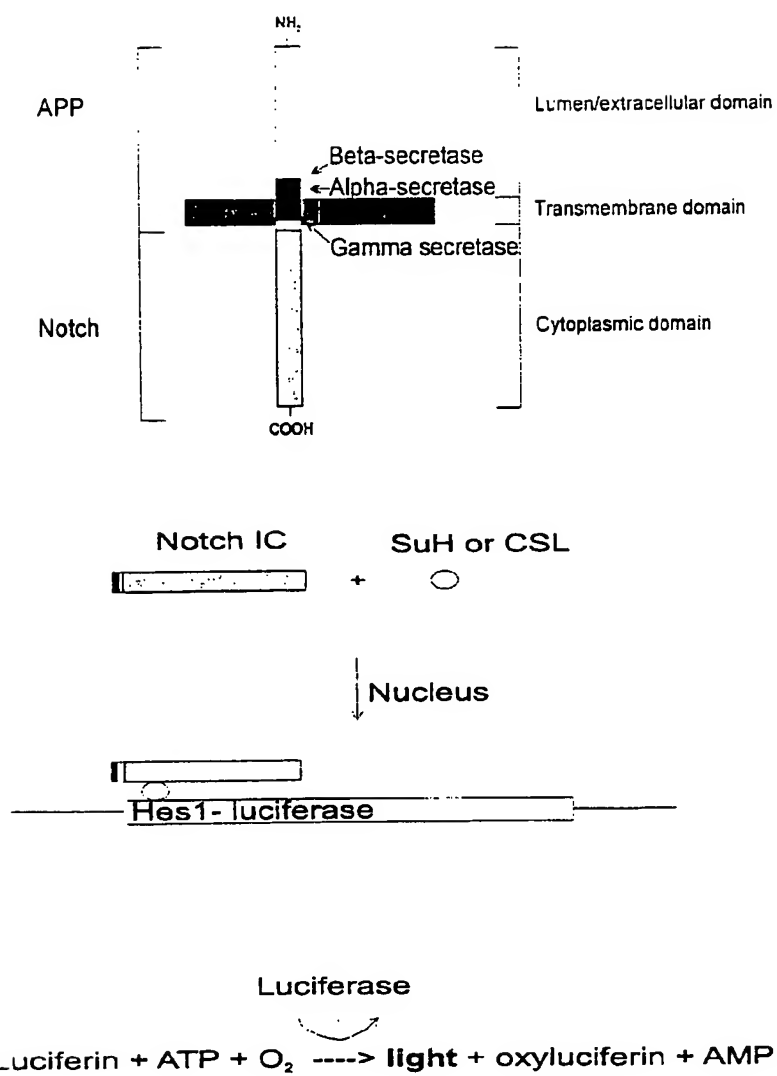 NH₂
APP
Lumen/extracellular domain
Beta-secretase
Alpha-secretase
Transmembrane domain
Gamma secretase
Notch
Cytoplasmic domain
COOH
Notch IC + SuH or CSL
Nucleus
Hes1- luciferase
Luciferase
Luciferin + ATP + O₂ ----> light + oxyluciferin + AMP